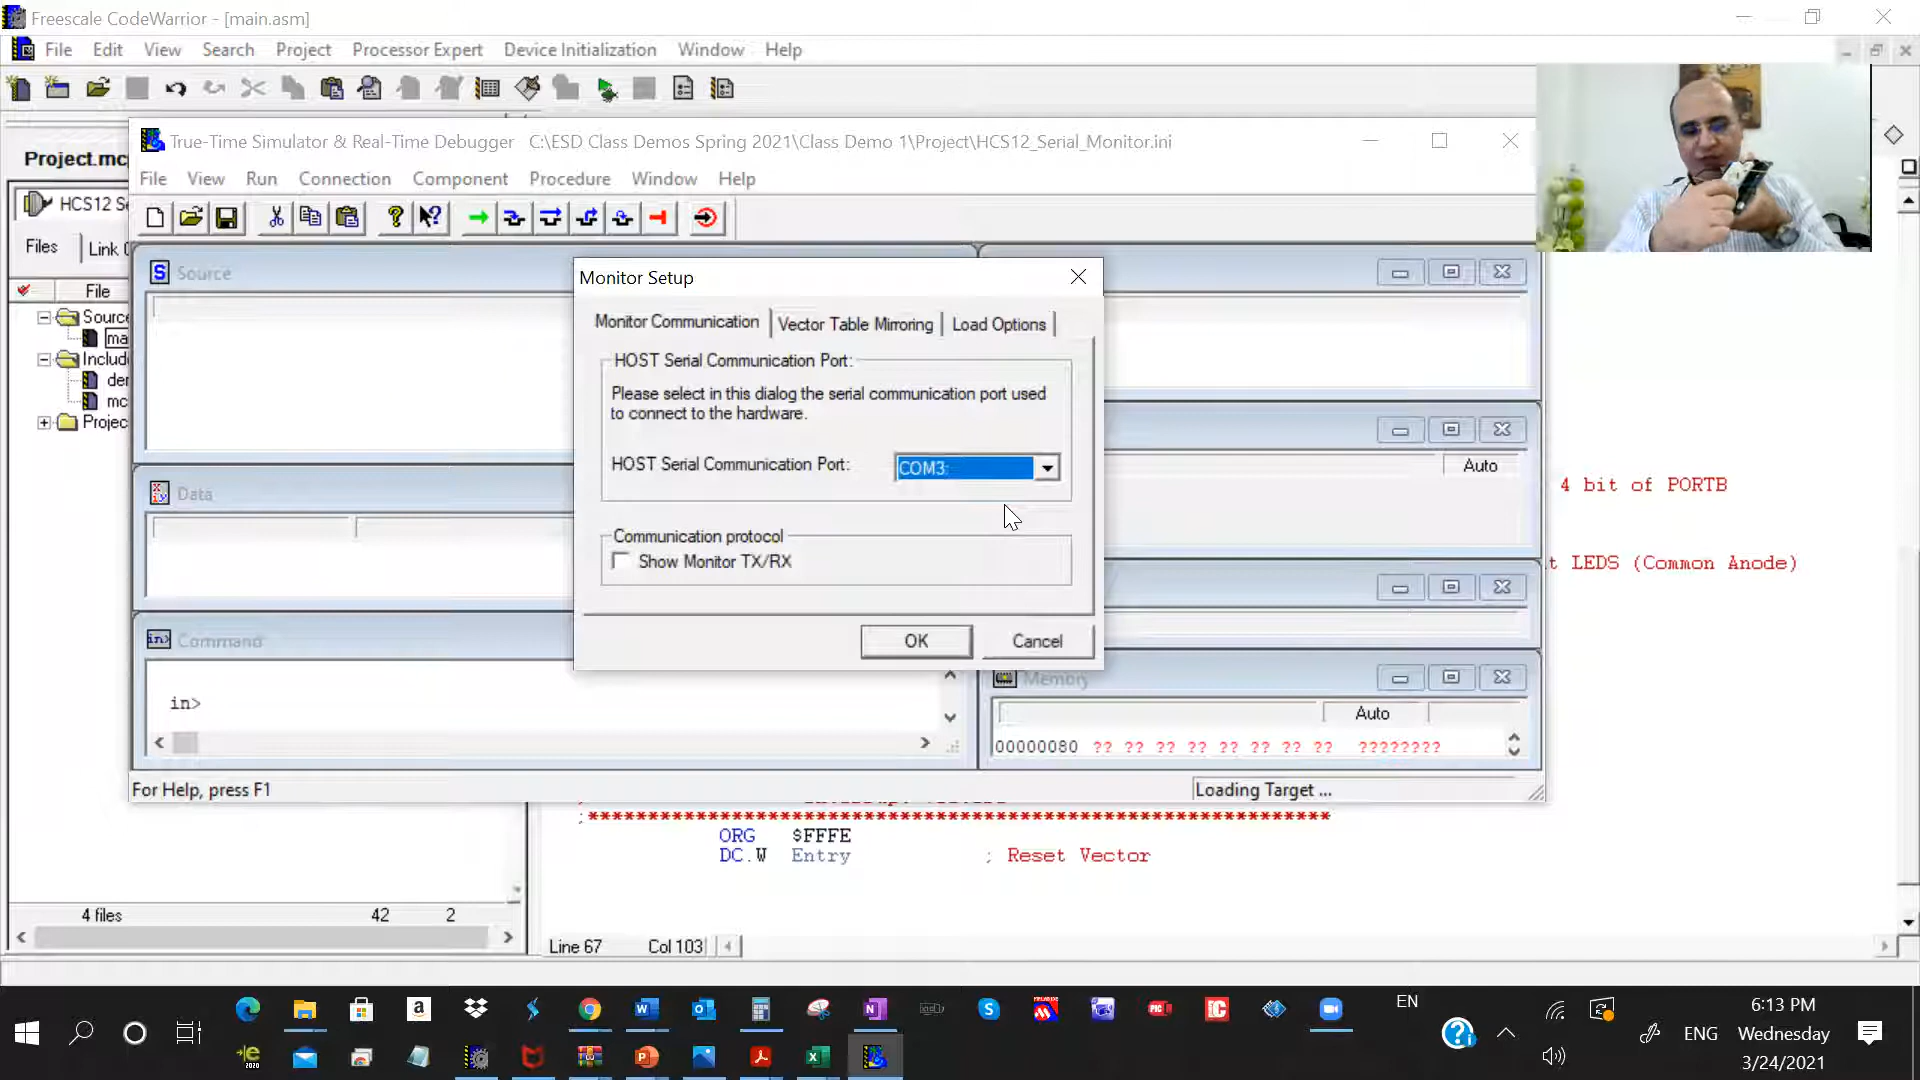 Freescale CodeWarrior - [main.asm]
File Edit View Search Project Processor Expert Device Initialization Window Help
Project.mc
True-Time Simulator & Real-Time Debugger C:\ESD Class Demos Spring 2021\Class Demo 1\Project\HCS12_Serial_Monitor.ini
File View Run Connection Component Procedure Window Help
HCS12 Se
Files Link
File
Source
ma
Includ
der
mc
Projec
Source
Data
Command
in>
Monitor Setup
Monitor Communication Vector Table Mirroring Load Options
HOST Serial Communication Port:
Please select in this dialog the serial communication port used
to connect to the hardware.
HOST Serial Communication Port: COM3:
Communication protocol
Show Monitor TX/RX
OK Cancel
Auto
4 bit of PORTB
t LEDS (Common Anode)
Memory
Auto
00000080 ?? ?? ?? ?? ?? ?? ?? ?? ????????
For Help, press F1
Loading Target ...
;**************************************************************
ORG $FFFE
DC.W Entry ; Reset Vector
4 files 42 2
Line 67 Col 103
EN
6:13 PM
ENG Wednesday
3/24/2021